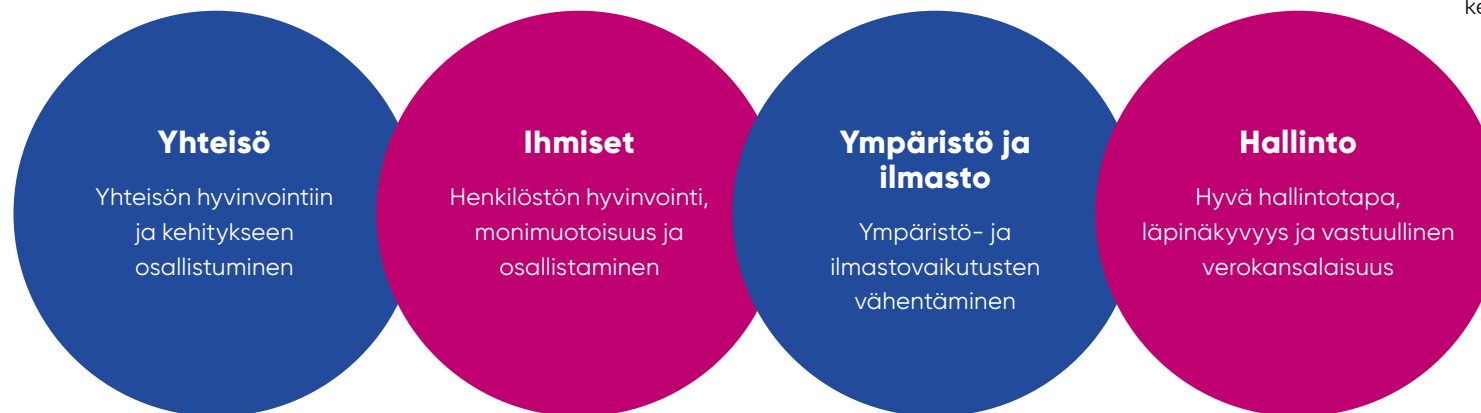 Yhteisö
Yhteisön hyvinvointiin
ja kehitykseen
osallistuminen
Ihmiset
Henkilöstön hyvinvointi,
monimuotoisuus ja
osallistaminen
Ympäristö ja
ilmasto
Ympäristö- ja
ilmastovaikutusten
vähentäminen
Hallinto
Hyvä hallintotapa,
läpinäkyvyys ja vastuullinen
verokansalaisuus